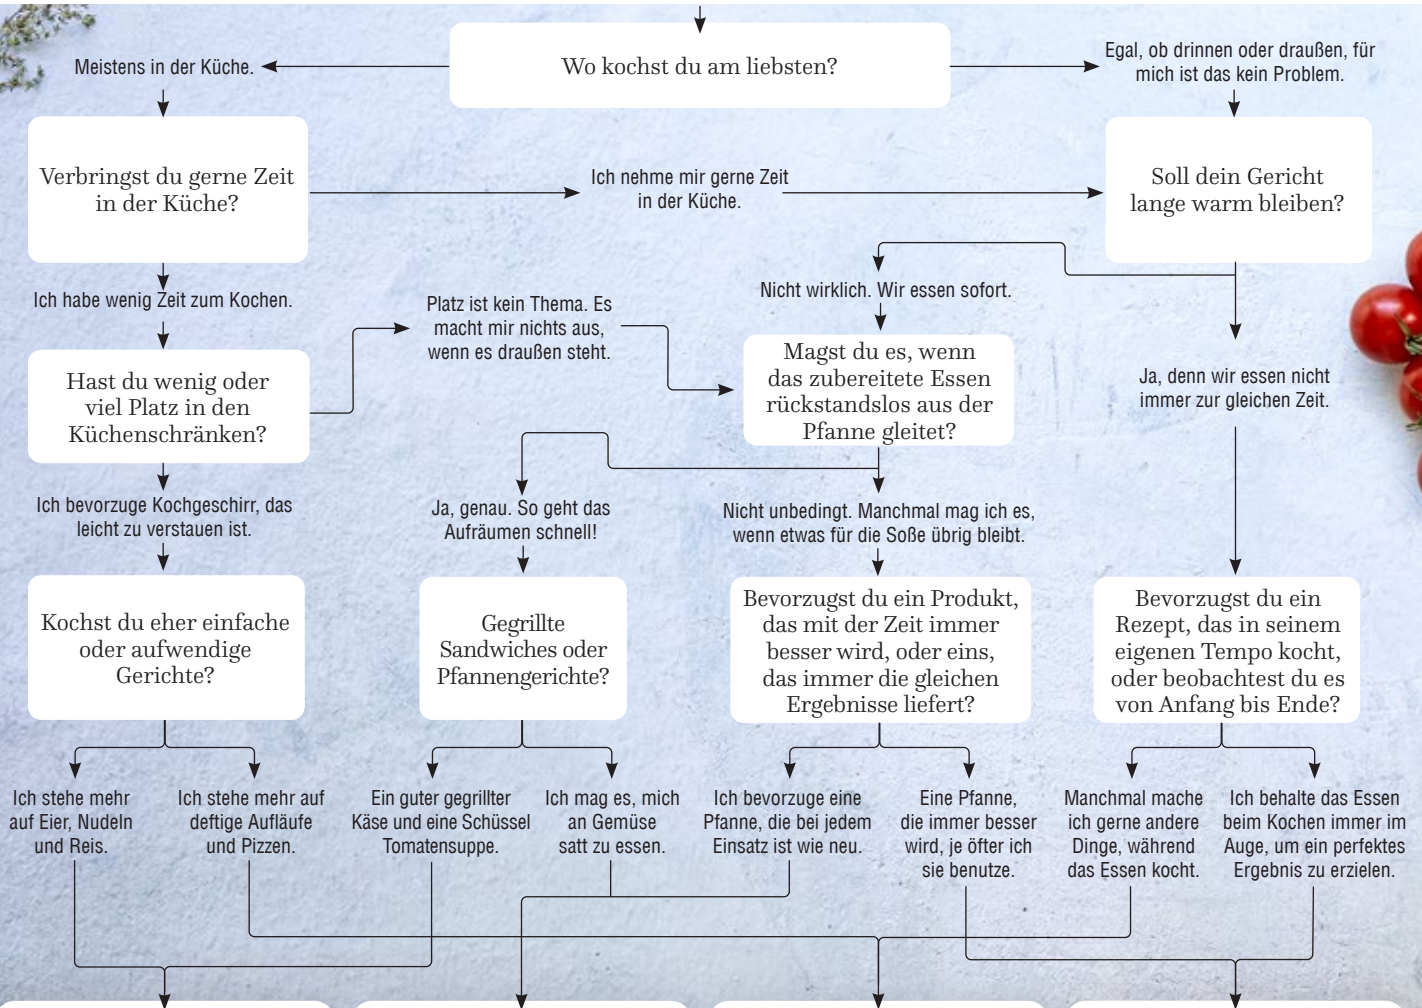 Wo kochst du am liebsten?
Meistens in der Küche.
Egal, ob drinnen oder draußen, für
mich ist das kein Problem.
Verbringst du gerne Zeit
in der Küche?
Ich nehme mir gerne Zeit
in der Küche.
Soll dein Gericht
lange warm bleiben?
Ich habe wenig Zeit zum Kochen.
Platz ist kein Thema. Es
macht mir nichts aus,
wenn es draußen steht.
Nicht wirklich. Wir essen sofort.
Hast du wenig oder
viel Platz in den
Küchenschränken?
Magst du es, wenn
das zubereitete Essen
rückstandslos aus der
Pfanne gleitet?
Ja, denn wir essen nicht
immer zur gleichen Zeit.
Ich bevorzuge Kochgeschirr, das
leicht zu verstauen ist.
Ja, genau. So geht das
Aufräumen schnell!
Nicht unbedingt. Manchmal mag ich es,
wenn etwas für die Soße übrig bleibt.
Kochst du eher einfache
oder aufwendige
Gerichte?
Gegrillte
Sandwiches oder
Pfannengerichte?
Bevorzugst du ein Produkt,
das mit der Zeit immer
besser wird, oder eins,
das immer die gleichen
Ergebnisse liefert?
Bevorzugst du ein
Rezept, das in seinem
eigenen Tempo kocht,
oder beobachtest du es
von Anfang bis Ende?
Ich stehe mehr
auf Eier, Nudeln
und Reis.
Ich stehe mehr auf
deftige Aufläufe
und Pizzen.
Ein guter gegrillter
Käse und eine Schüssel
Tomatensuppe.
Ich mag es, mich
an Gemüse
satt zu essen.
Ich bevorzuge eine
Pfanne, die bei jedem
Einsatz ist wie neu.
Eine Pfanne,
die immer besser
wird, je öfter ich
sie benutze.
Manchmal mache
ich gerne andere
Dinge, während
das Essen kocht.
Ich behalte das Essen
beim Kochen immer im
Auge, um ein perfektes
Ergebnis zu erzielen.